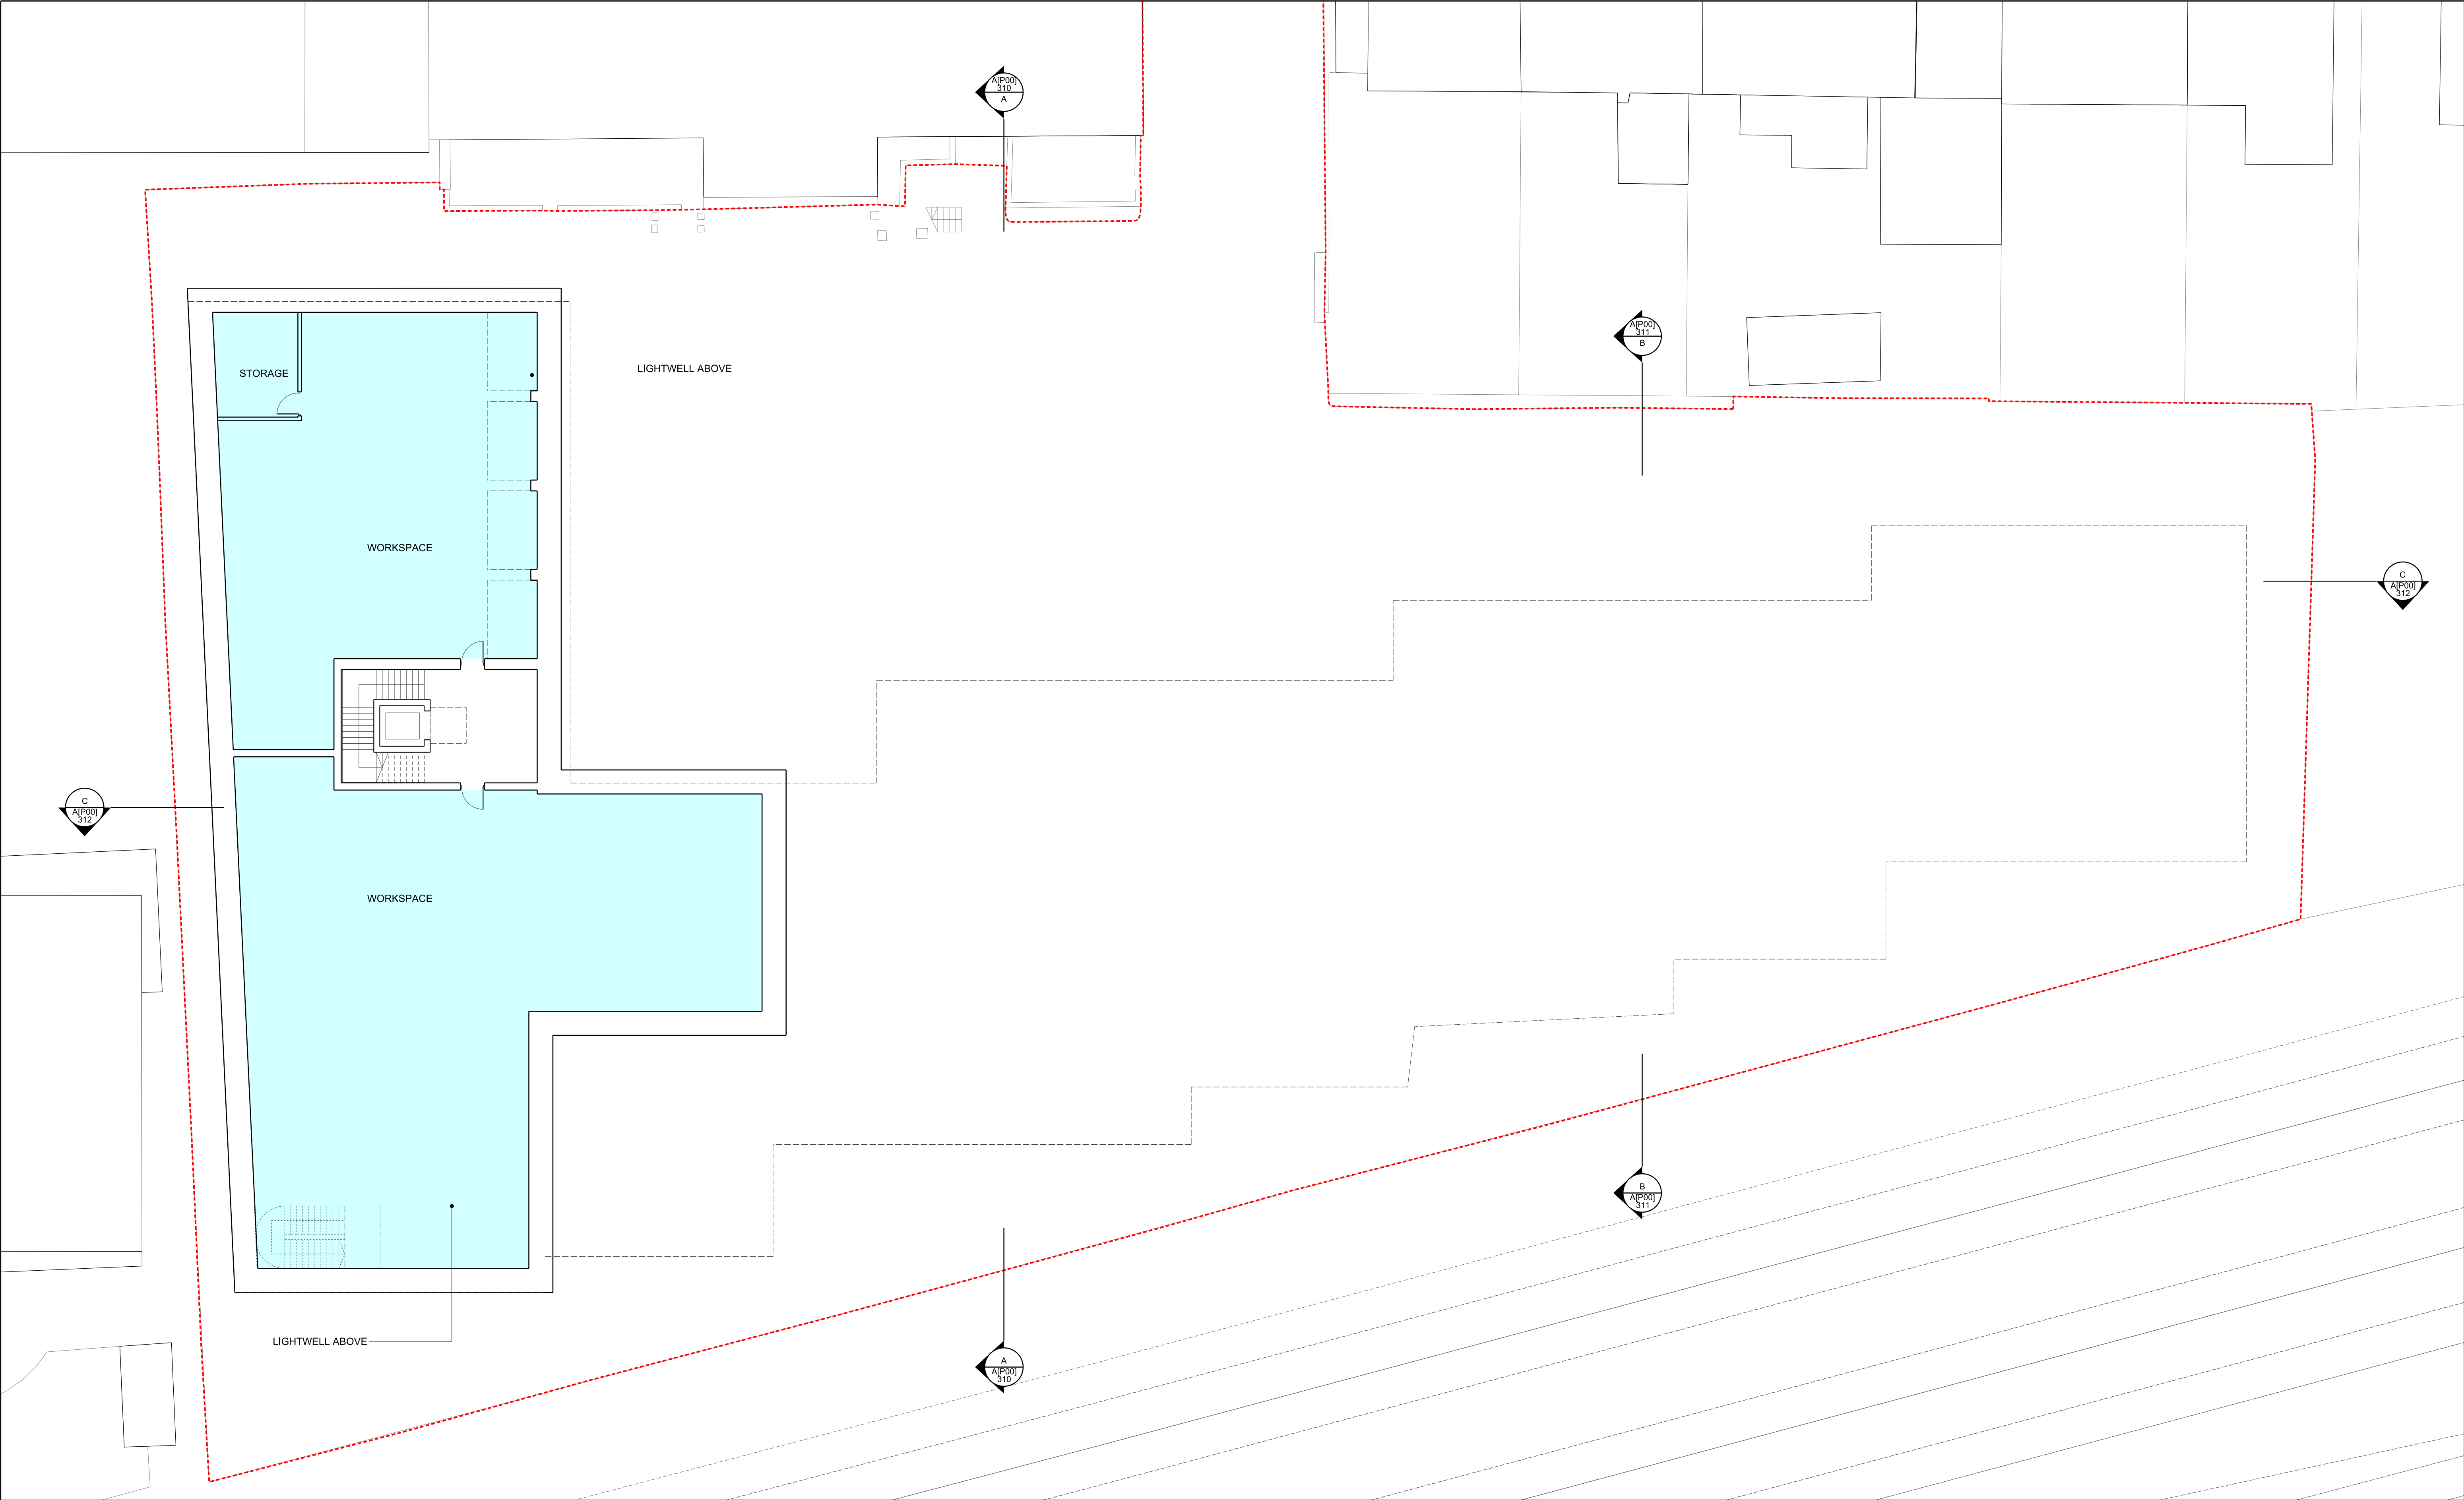 A[P00]
310
A
A[P00]
311
B
LIGHTWELL ABOVE
STORAGE
WORKSPACE
C
A[P00]
312
C
A[P00]
312
WORKSPACE
B
A[P00]
311
LIGHTWELL ABOVE
A
A[P00]
310